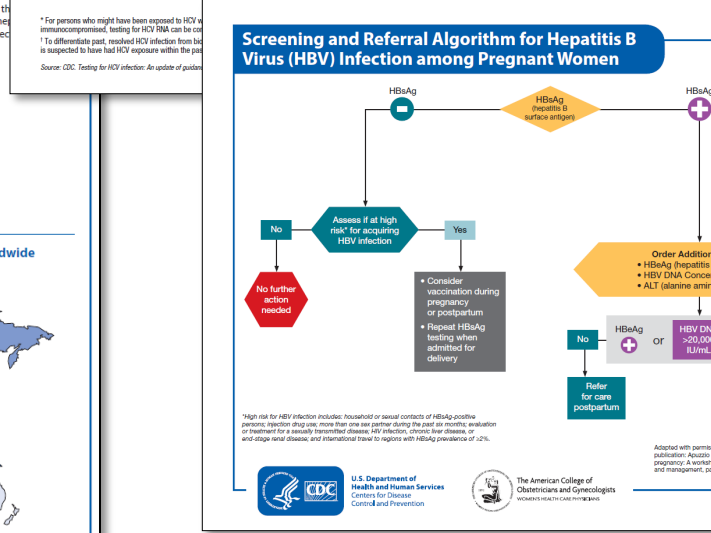 th
ec
* For persons who might have been exposed to HCV w
immunocompromised, testing for HCV RNA can be cor
† To differentiate past, resolved HCV infection from bio
is suspected to have had HCV exposure within the pas
Source: CDC. Testing for HCV infection: An update of guidan
dwide
Screening and Referral Algorithm for Hepatitis B
Virus (HBV) Infection among Pregnant Women
HBsAg
HBsAg
(hepatitis B
surface antigen)
HBsAg
Assess if at high
risk* for acquiring
HBV infection
No
Yes
No further
action
needed
• Consider
vaccination during
pregnancy
or postpartum
• Repeat HBsAg
testing when
admitted for
delivery
Order Addition
• HBeAg (hepatitis
• HBV DNA Conce
• ALT (alanine amin
No
HBeAg
or
HBV DN
>20,000
IU/mL
Refer
for care
postpartum
*High risk for HBV infection includes: household or sexual contacts of HBsAg-positive
persons; injection drug use; more than one sex partner during the past six months; evaluation
or treatment for a sexually transmitted disease; HIV infection, chronic liver disease, or
end-stage renal disease; and international travel to regions with HBsAg prevalence of ≥2%.
Adapted with permis
publication: Apuzzio
pregnancy: A worksh
and management, pa
CDC
U.S. Department of
Health and Human Services
Centers for Disease
Control and Prevention
The American College of
Obstetricians and Gynecologists
WOMEN'S HEALTH CARE PHYSICIANS